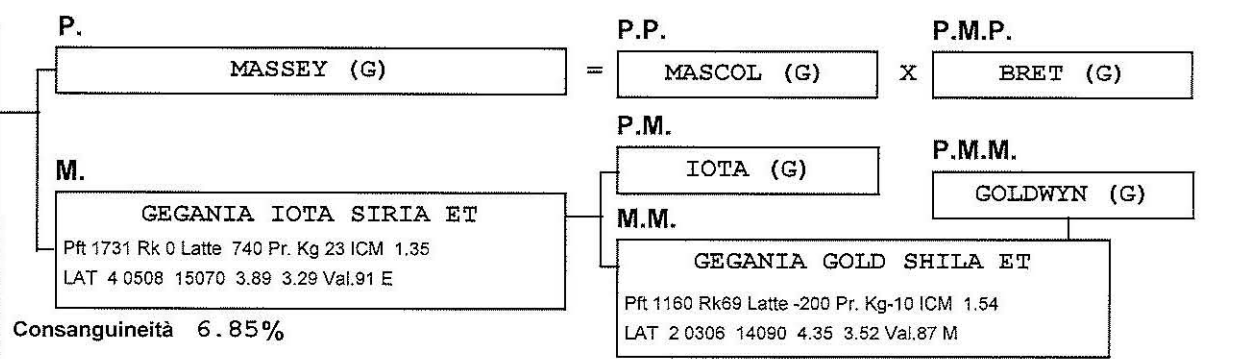 P.
P.P.
P.M.P.
MASSEY (G)
=
MASCOL (G)
X
BRET (G)
P.M.
P.M.M.
M.
IOTA (G)
GOLDWYN (G)
GEGANIA IOTA SIRIA ET
M.M.
Pft 1731 Rk 0 Latte 740 Pr. Kg 23 ICM 1.35
GEGANIA GOLD SHILA ET
LAT 4 0508 15070 3.89 3.29 Val.91 E
Pft 1160 Rk69 Latte -200 Pr. Kg-10 ICM 1.54
Consanguineità 6.85%
LAT 2 0306 14090 4.35 3.52 Val.87 M